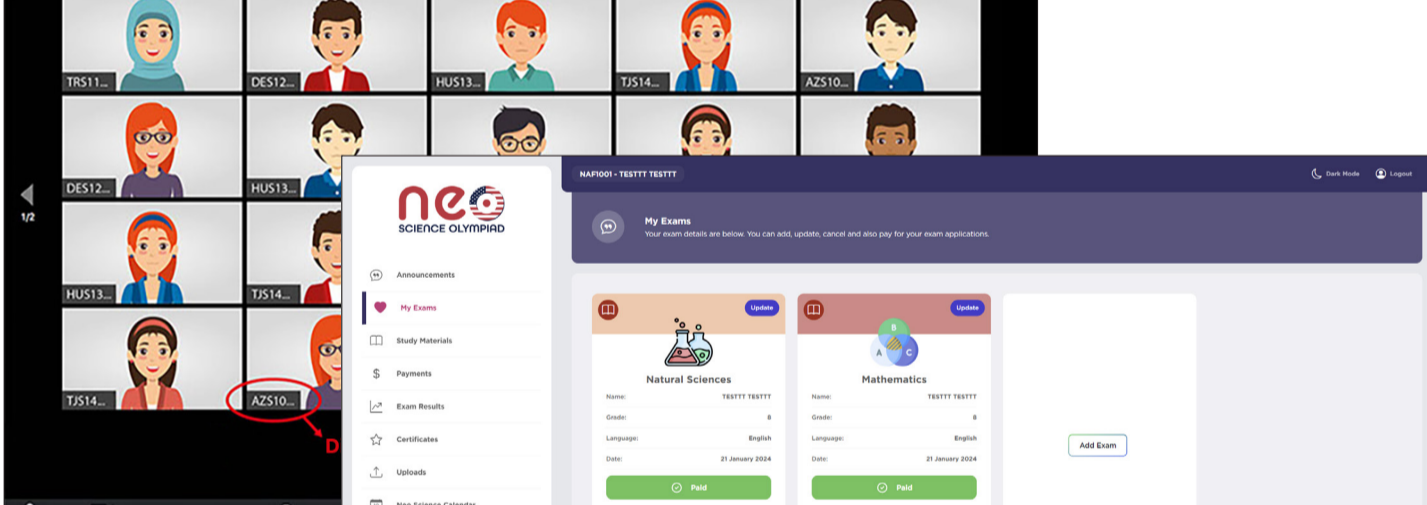 TRS11...
DES12...
HUS13...
TJS14...
AZS10...
DES12...
HUS13...
1/2
HUS13...
TJS14...
TJS14...
AZS10...
D
neo
SCIENCE OLYMPIAD
Announcements
My Exams
Study Materials
Payments
Exam Results
Certificates
Uploads
Neo Science Calendar
NAF1001 - TESTTT TESTTT
Dark Mode
Logout
My Exams
Your exam details are below. You can add, update, cancel and also pay for your exam applications.
Update
Natural Sciences
Name: TESTTT TESTTT
Grade: 8
Language: English
Date: 21 January 2024
Paid
Update
B
A C
Mathematics
Name: TESTTT TESTTT
Grade: 8
Language: English
Date: 21 January 2024
Paid
Add Exam